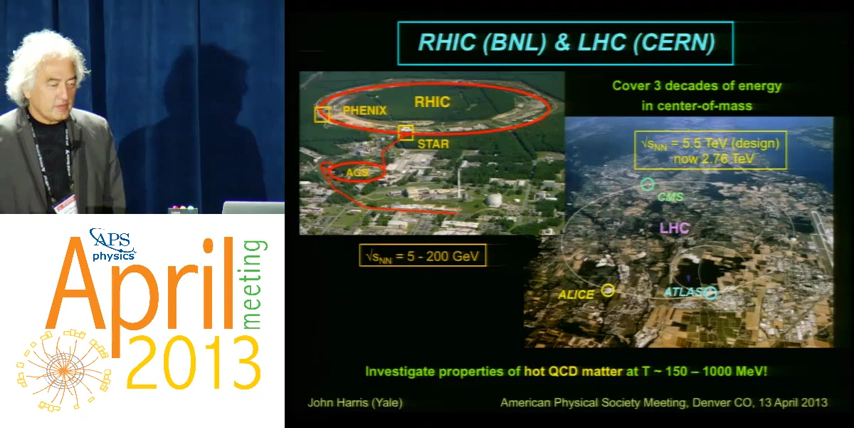 APS
physics
April
meeting
2013
RHIC (BNL) & LHC (CERN)
Cover 3 decades of energy
in center-of-mass
RHIC
PHENIX
STAR
AGS
√sNN = 5 - 200 GeV
√sNN = 5.5 TeV (design)
now 2.76 TeV
CMS
LHC
ALICE
ATLAS
Investigate properties of hot QCD matter at T ~ 150 – 1000 MeV!
John Harris (Yale)
American Physical Society Meeting, Denver CO, 13 April 2013